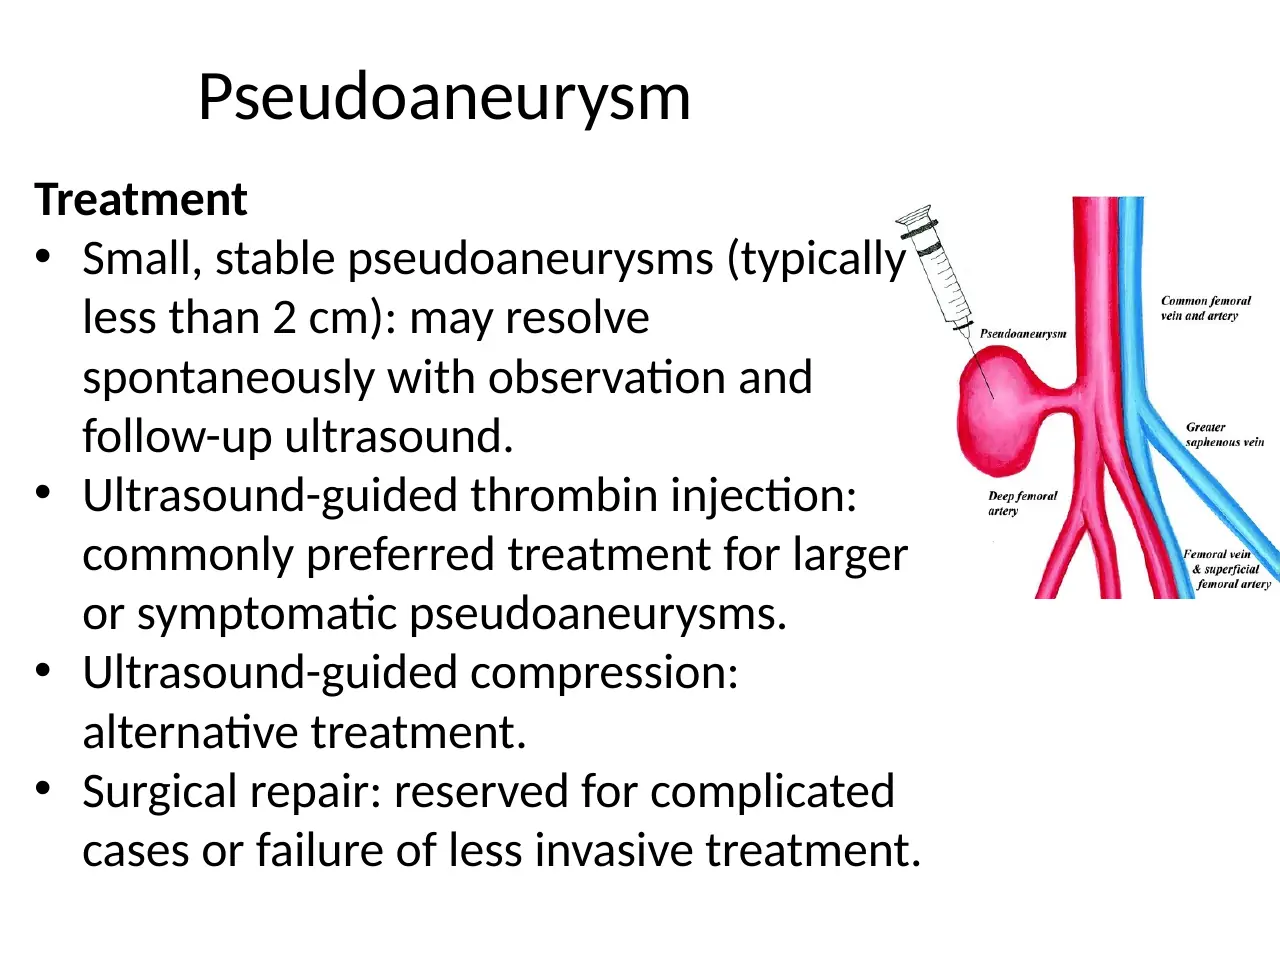 Pseudoaneurysm
Treatment
• Small, stable pseudoaneurysms (typically
less than 2 cm): may resolve
spontaneously with observation and
follow-up ultrasound.
• Ultrasound-guided thrombin injection:
commonly preferred treatment for larger
or symptomatic pseudoaneurysms.
• Ultrasound-guided compression:
alternative treatment.
• Surgical repair: reserved for complicated
cases or failure of less invasive treatment.
Pseudoaneurysm
Common femoral
vein and artery
Greater
saphenous vein
Deep femoral
artery
Femoral vein
& superficial
femoral artery